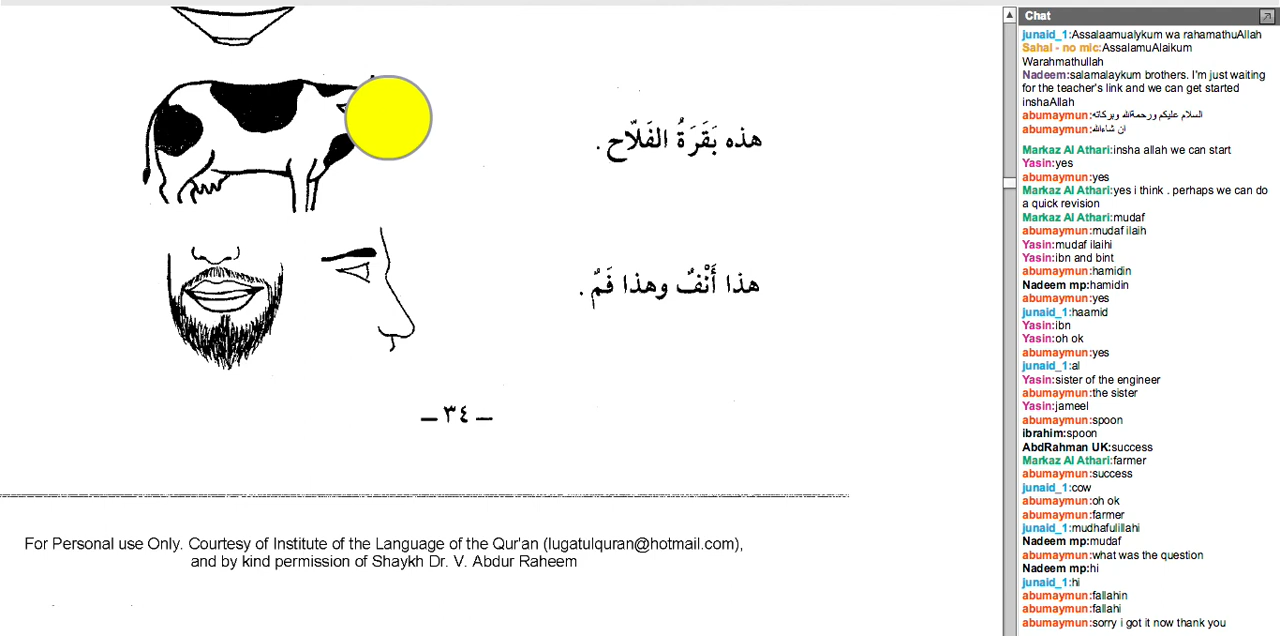 هذه بَقَرَةُ الفَلاّحِ .
هذا أَنْفٌ وهذا فَمٌ .
– ٣٤ –
For Personal use Only. Courtesy of Institute of the Language of the Qur'an (lugatulquran@hotmail.com),
and by kind permission of Shaykh Dr. V. Abdur Raheem
Chat
junaid_1:Assalaamualykum wa rahamathuAllah
Sahal - no mic:AssalamuAlaikum
Warahmathullah
Nadeem:salamalaykum brothers. I'm just waiting
for the teacher's link and we can get started
inshaAllah
abumaymun:السلام عليكم ورحمةالله وبركاته
abumaymun:ان شاءالله
Markaz Al Athari:insha allah we can start
Yasin:yes
abumaymun:yes
Markaz Al Athari:yes i think . perhaps we can do
a quick revision
Markaz Al Athari:mudaf
abumaymun:mudaf ilaih
Yasin:mudaf ilaihi
Yasin:ibn and bint
abumaymun:hamidin
Nadeem mp:hamidin
abumaymun:yes
junaid_1:haamid
Yasin:ibn
Yasin:oh ok
abumaymun:yes
junaid_1:al
Yasin:sister of the engineer
abumaymun:the sister
Yasin:jameel
abumaymun:spoon
ibrahim:spoon
AbdRahman UK:success
Markaz Al Athari:farmer
abumaymun:success
junaid_1:cow
abumaymun:oh ok
abumaymun:farmer
junaid_1:mudhafulillahi
Nadeem mp:mudaf
abumaymun:what was the question
Nadeem mp:hi
junaid_1:hi
abumaymun:fallahin
abumaymun:fallahi
abumaymun:sorry i got it now thank you